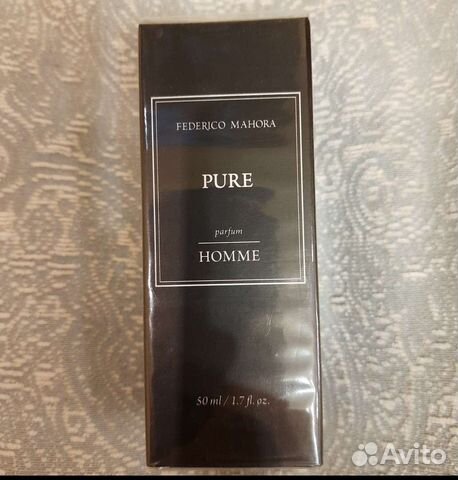 FEDERICO MAHORA
PURE
parfum
HOMME
50 ml / 1.7 fl. oz.
Avito